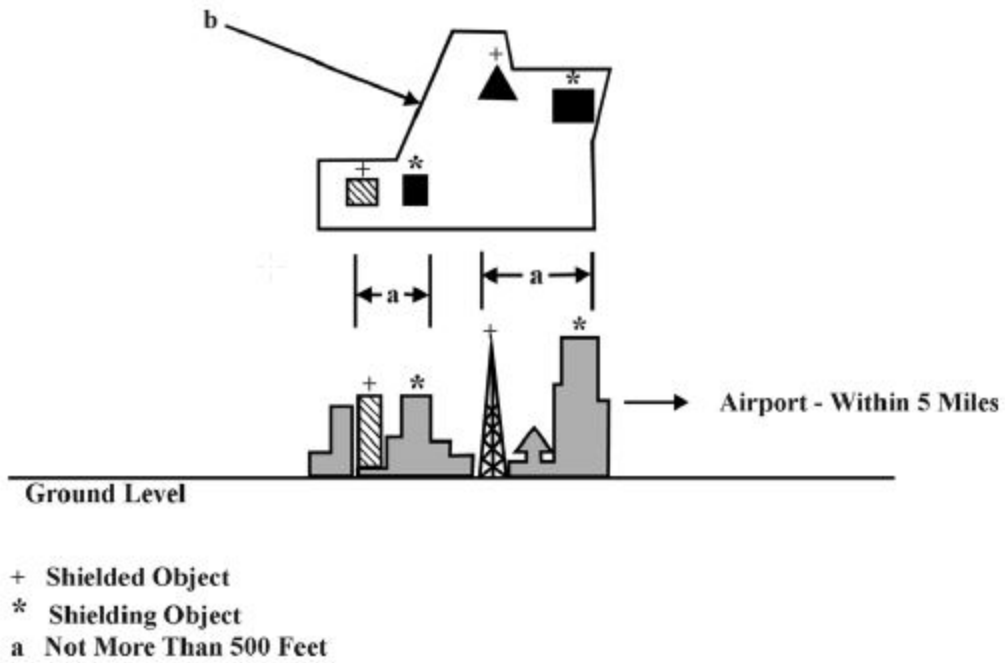 b
+
*
+
*
a
a
+
*
+
*
Airport - Within 5 Miles
Ground Level
+ Shielded Object
* Shielding Object
a Not More Than 500 Feet